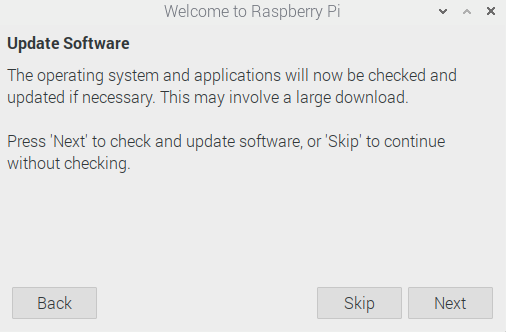 Welcome to Raspberry Pi
Update Software
The operating system and applications will now be checked and
updated if necessary. This may involve a large download.
Press 'Next' to check and update software, or 'Skip' to continue
without checking.
Back
Skip
Next